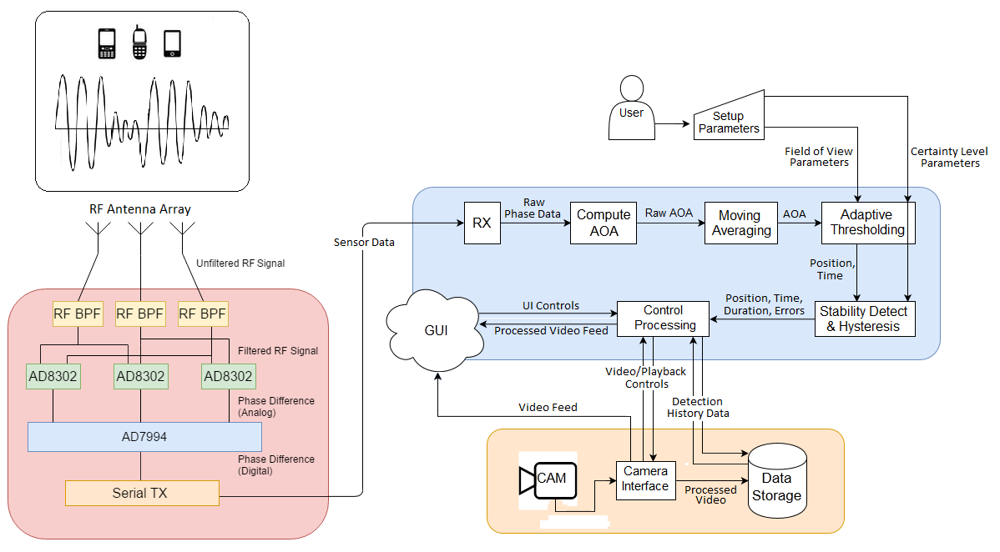 RF Antenna Array
Unfiltered RF Signal
RF BPF
RF BPF
RF BPF
Filtered RF Signal
AD8302
AD8302
AD8302
Phase Difference
(Analog)
AD7994
Phase Difference
(Digital)
Serial TX
Sensor Data
User
Setup
Parameters
Field of View
Parameters
Certainty Level
Parameters
RX
Raw
Phase Data
Compute
AOA
Raw AOA
Moving
Averaging
AOA
Adaptive
Thresholding
Position,
Time
Stability Detect
& Hysteresis
Position, Time,
Duration, Errors
Control
Processing
UI Controls
Processed Video Feed
GUI
Video/Playback
Controls
Detection
History Data
Video Feed
CAM
Camera
Interface
Processed
Video
Data
Storage